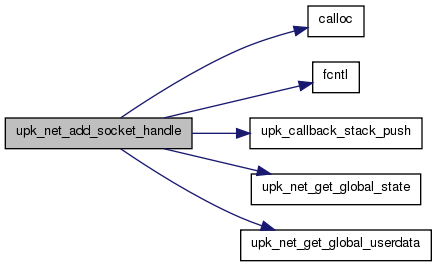 calloc
fcntl
upk_net_add_socket_handle
upk_callback_stack_push
upk_net_get_global_state
upk_net_get_global_userdata